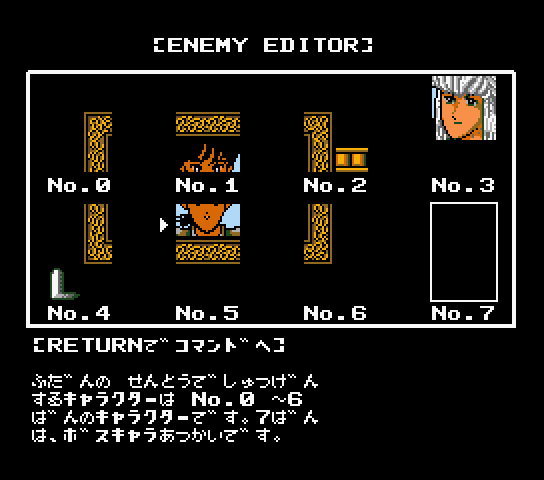 [ENEMY EDITOR]
No.0 No.1 No.2 No.3
No.4 No.5 No.6 No.7
[RETURNでコマンドへ]
ふだんの せんとうでしゅつげん
するキャラクターは No.0 ~6
ばんのキャラクターです。7ばん
は、ボスキャラあつかいです。